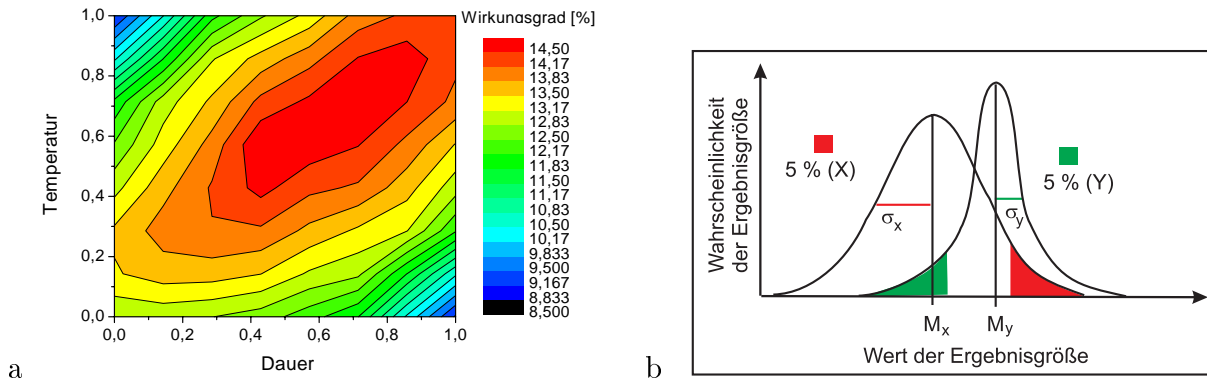 Wirkungsgrad [%]
1,0
0,8
0,6
0,4
0,2
0,0
Temperatur
0,0 0,2 0,4 0,6 0,8 1,0
Dauer
14,50
14,17
13,83
13,50
13,17
12,83
12,50
12,17
11,83
11,50
11,17
10,83
10,50
10,17
9,833
9,500
9,167
8,833
8,500
a
Wahrscheinlichkeit
der Ergebnisgröße
5 % (X)
5 % (Y)
σx
σy
Mx My
Wert der Ergebnisgröße
b